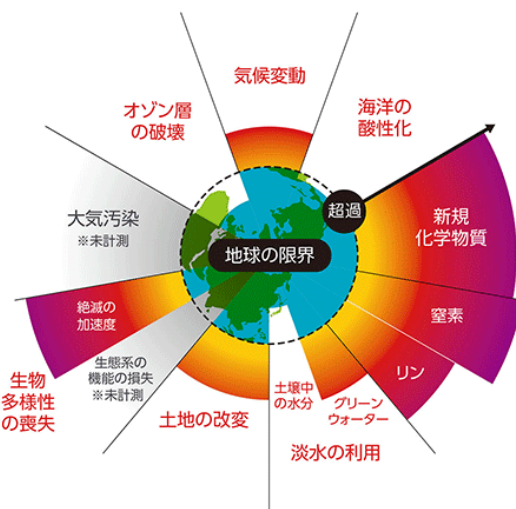 気候変動
オゾン層
の破壊
海洋の
酸性化
超過
新規
化学物質
大気汚染
※未計測
地球の限界
窒素
絶滅の
加速度
リン
生態系の
機能の損失
※未計測
生物
多様性
の喪失
土壌中
の水分
グリーン
ウォーター
土地の改変
淡水の利用